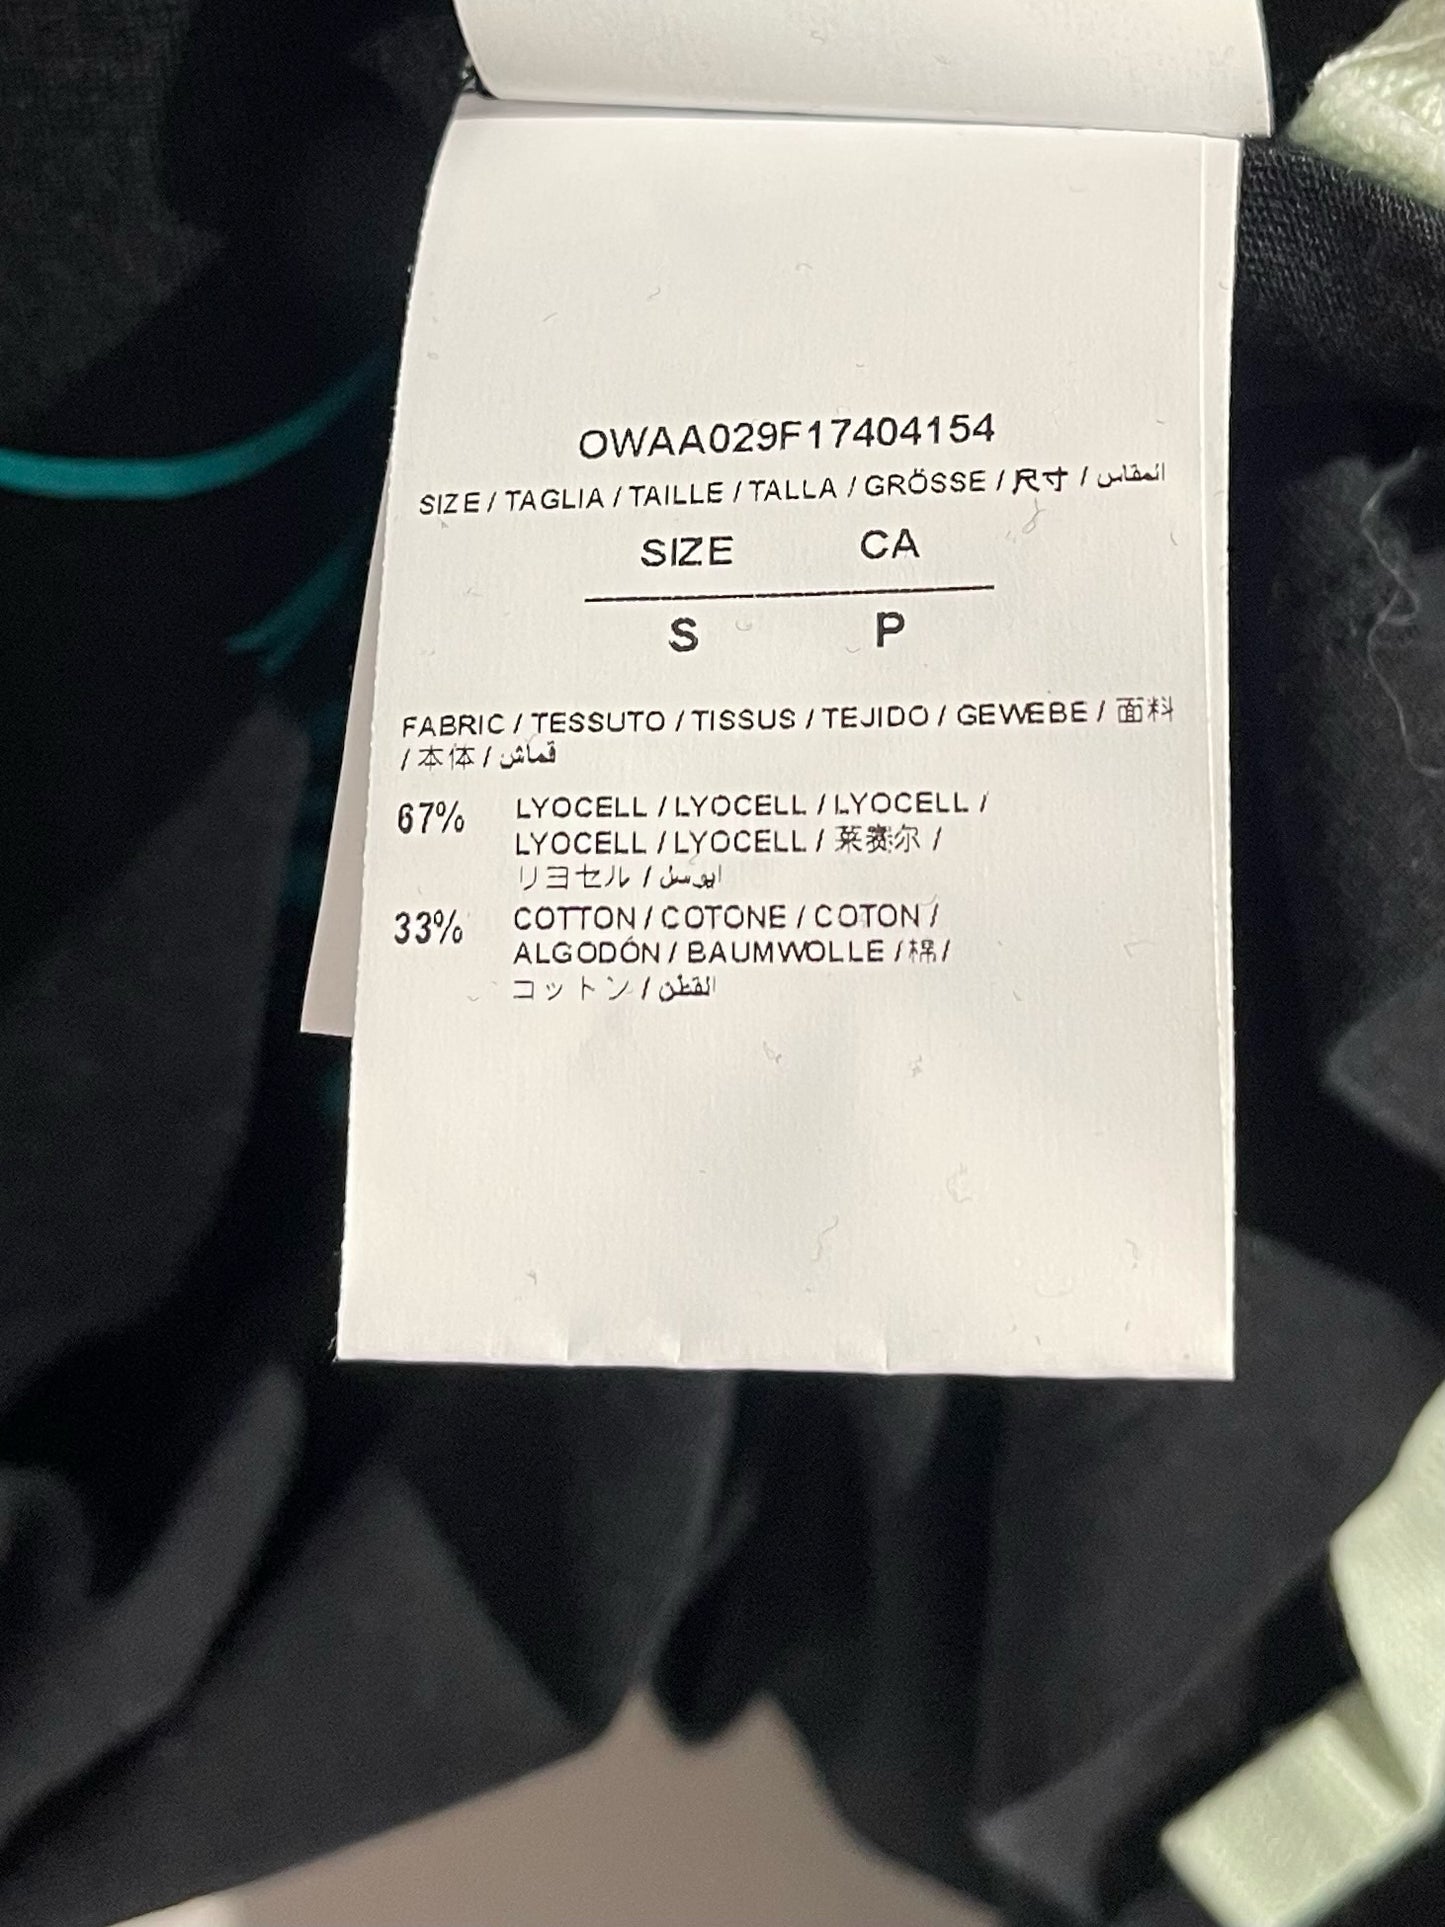 OWAA029F17404154
SIZE / TAGLIA / TAILLE / TALLA / GRÖSSE / 尺寸 / المقاس
SIZE CA
S P
FABRIC / TESSUTO / TISSUS / TEJIDO / GEWEBE / 面料
/ 本体 / قماش
67% LYOCELL / LYOCELL / LYOCELL /
LYOCELL / LYOCELL / 莱赛尔 /
リヨセル /
33% COTTON / COTONE / COTON /
ALGODÓN / BAUMWOLLE / 棉 /
コットン / القطن